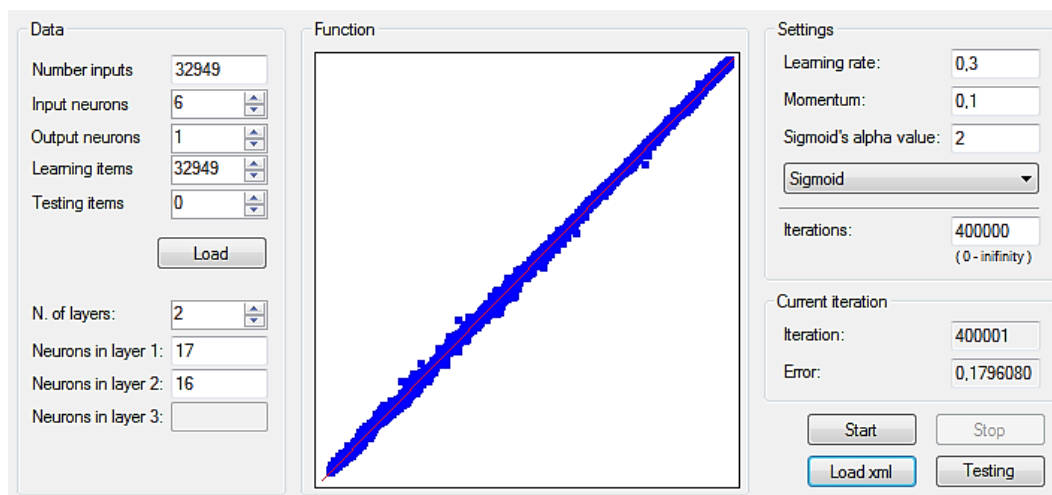 Data
Number inputs 32949
Input neurons 6
Output neurons 1
Learning items 32949
Testing items 0
Load
N. of layers: 2
Neurons in layer 1: 17
Neurons in layer 2: 16
Neurons in layer 3:
Function
Settings
Learning rate: 0,3
Momentum: 0,1
Sigmoid's alpha value: 2
Sigmoid
Iterations: 400000
( 0 - inifinity )
Current iteration
Iteration: 400001
Error: 0,1796080
Start Stop
Load xml Testing